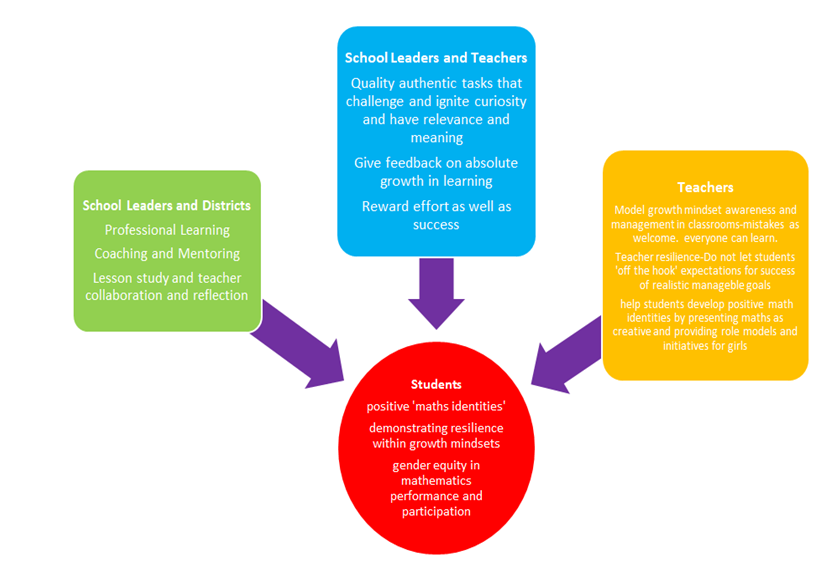 School Leaders and Teachers
Quality authentic tasks that
challenge and ignite curiosity
and have relevance and
meaning
Give feedback on absolute
growth in learning
Reward effort as well as
success
School Leaders and Districts
Professional Learning
Coaching and Mentoring
Lesson study and teacher
collaboration and reflection
Teachers
Model growth mindset awareness and
management in classrooms-mistakes as
welcome. everyone can learn.
Teacher resilience-Do not let students
'off the hook' expectations for success
of realistic manageble goals
help students develop positive math
identities by presenting maths as
creative and providing role models and
initiatives for girls
Students
positive 'maths identities'
demonstrating resilience
within growth mindsets
gender equity in
mathematics
performance and
participation